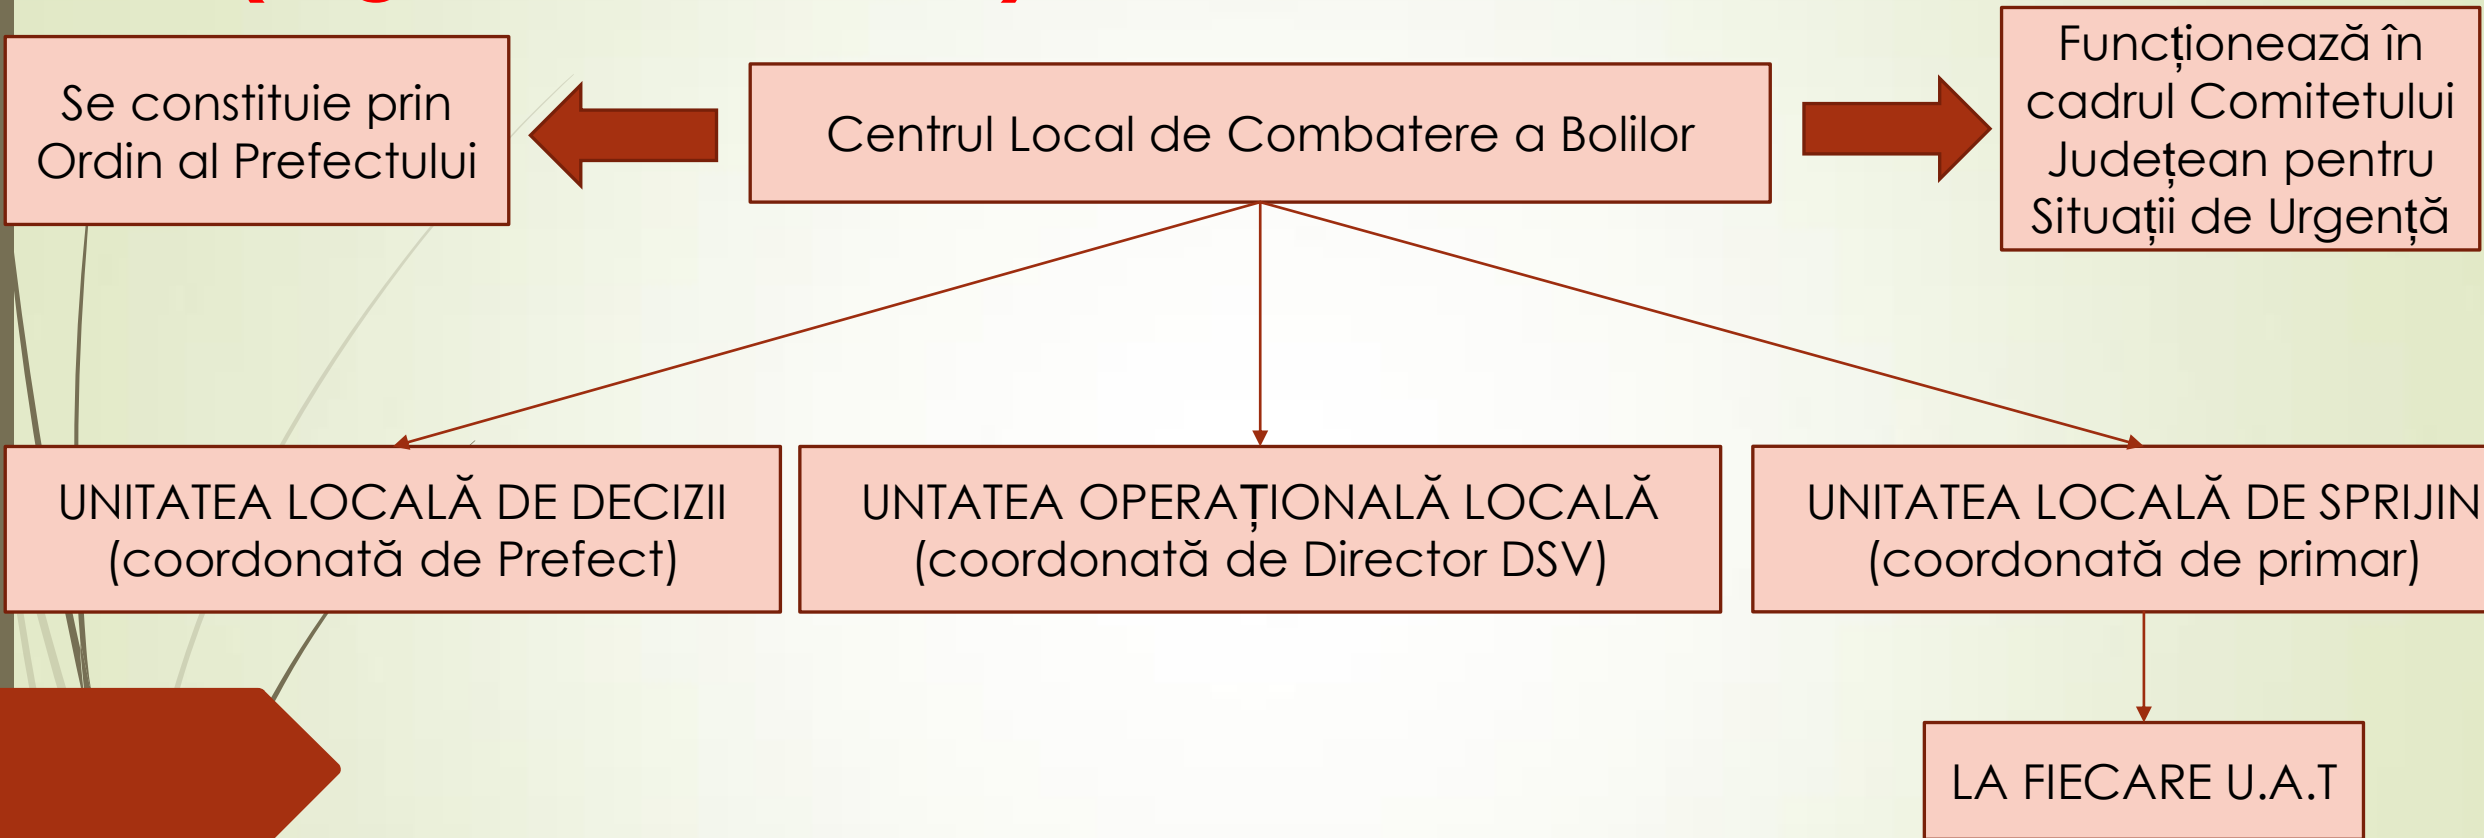 Se constituie prin
Ordin al Prefectului
Centrul Local de Combatere a Bolilor
Funcționează în
cadrul Comitetului
Județean pentru
Situații de Urgență
UNITATEA LOCALĂ DE DECIZII
(coordonată de Prefect)
UNTATEA OPERAȚIONALĂ LOCALĂ
(coordonată de Director DSV)
UNITATEA LOCALĂ DE SPRIJIN
(coordonată de primar)
LA FIECARE U.A.T